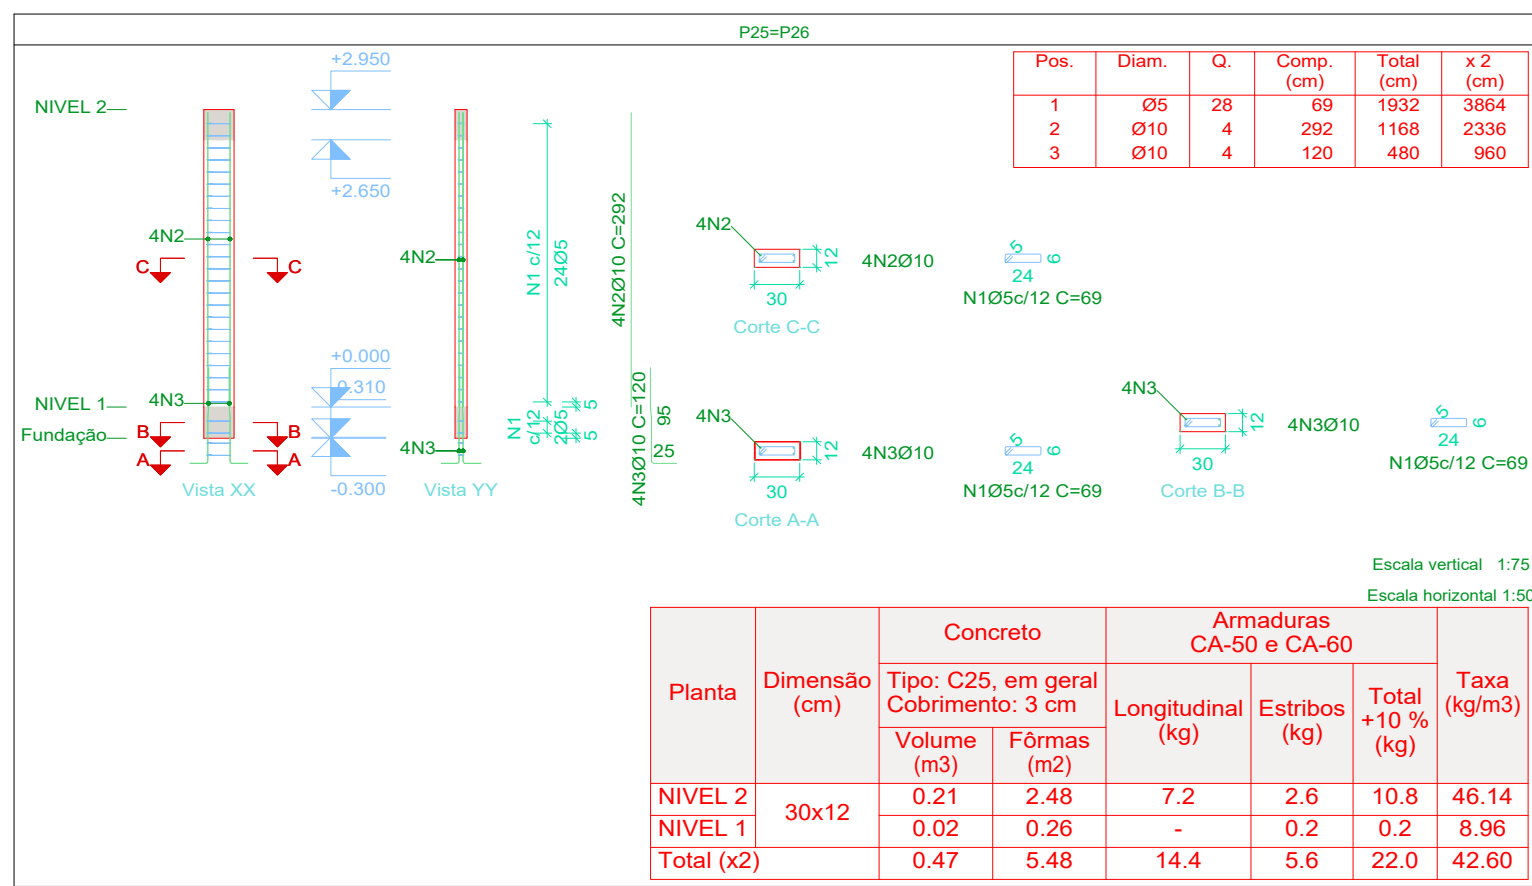 P25=P26
Pos. Diam. Q. Comp. (cm) Total (cm) x 2 (cm)
1 Ø5 28 69 1932 3864
2 Ø10 4 292 1168 2336
3 Ø10 4 120 480 960
+2.950
NIVEL 2
+2.650
4N2
C C
+0.000
0.310
4N3
NIVEL 1
Fundação
B B
A A
-0.300
Vista XX
4N2
4N3
Vista YY
N1 c/12
24Ø5
N1
c/12
2Ø5
5
5
4N2Ø10 C=292
4N3Ø10 C=120
95
25
4N2
12
30
4N2Ø10
Corte C-C
5
24
6
N1Ø5c/12 C=69
4N3
12
30
4N3Ø10
Corte A-A
5
24
6
N1Ø5c/12 C=69
4N3
12
30
4N3Ø10
Corte B-B
5
24
6
N1Ø5c/12 C=69
Escala vertical 1:75
Escala horizontal 1:50
Planta
Dimensão
(cm)
Concreto
Tipo: C25, em geral
Cobrimento: 3 cm
Volume
(m3)
Fôrmas
(m2)
Armaduras
CA-50 e CA-60
Longitudinal
(kg)
Estribos
(kg)
Total
+10 %
(kg)
Taxa
(kg/m3)
NIVEL 2 30x12 0.21 2.48 7.2 2.6 10.8 46.14
NIVEL 1 0.02 0.26 - 0.2 0.2 8.96
Total (x2) 0.47 5.48 14.4 5.6 22.0 42.60